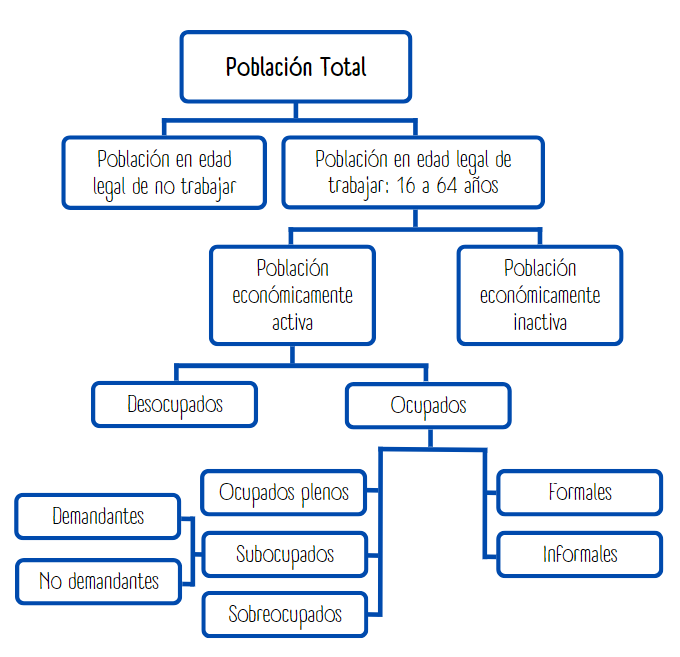 Población Total
Población en edad
legal de no trabajar
Población en edad legal de
trabajar: 16 a 64 años
Población
económicamente
activa
Población
económicamente
inactiva
Desocupados
Ocupados
Ocupados plenos
Formales
Demandantes
Subocupados
Informales
No demandantes
Sobreocupados